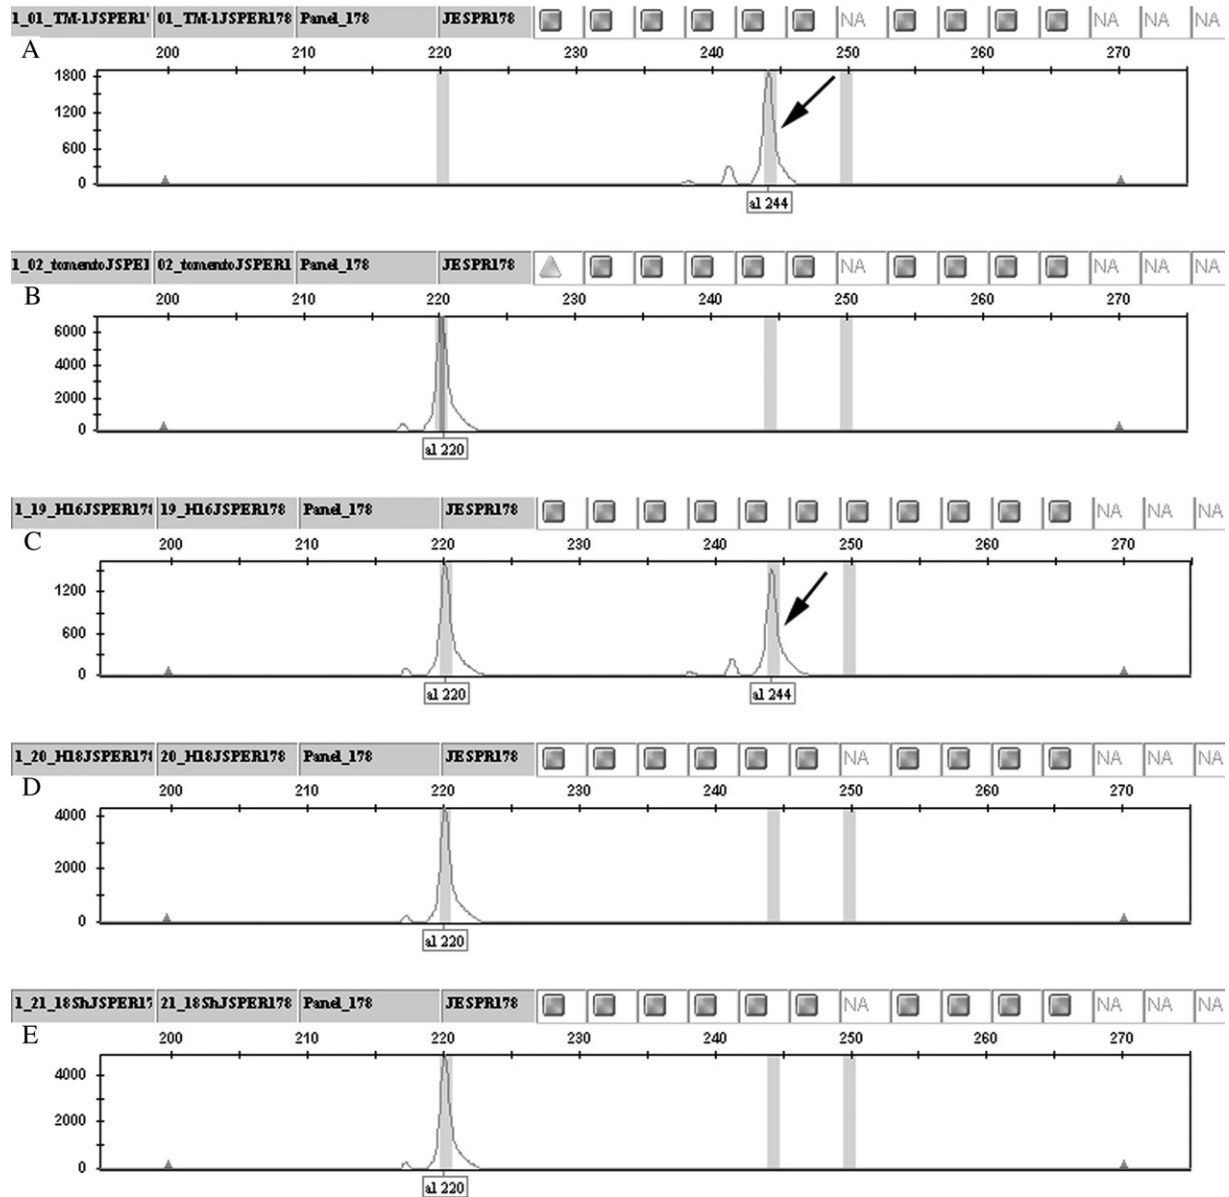 1_01_TM-1JSPER1' 01_TM-1JSPER178 Panel_178 JESPR178 NA NA NA NA
A
200 210 220 230 240 250 260 270
1800
1200
600
0
al 244
1_02_tomentoJSPE1 02_tomentoJSPER1 Panel_178 JESPR178 NA NA NA NA
B
200 210 220 230 240 250 260 270
6000
4000
2000
0
al 220
1_19_H16JSPER178 19_H16JSPER178 Panel_178 JESPR178 NA NA NA
C
200 210 220 230 240 250 260 270
1200
600
0
al 220 al 244
1_20_H18JSPER178 20_H18JSPER178 Panel_178 JESPR178 NA NA NA NA
D
200 210 220 230 240 250 260 270
4000
2000
0
al 220
1_21_18ShJSPER17 21_18ShJSPER178 Panel_178 JESPR178 NA NA NA NA
E
200 210 220 230 240 250 260 270
4000
2000
0
al 220